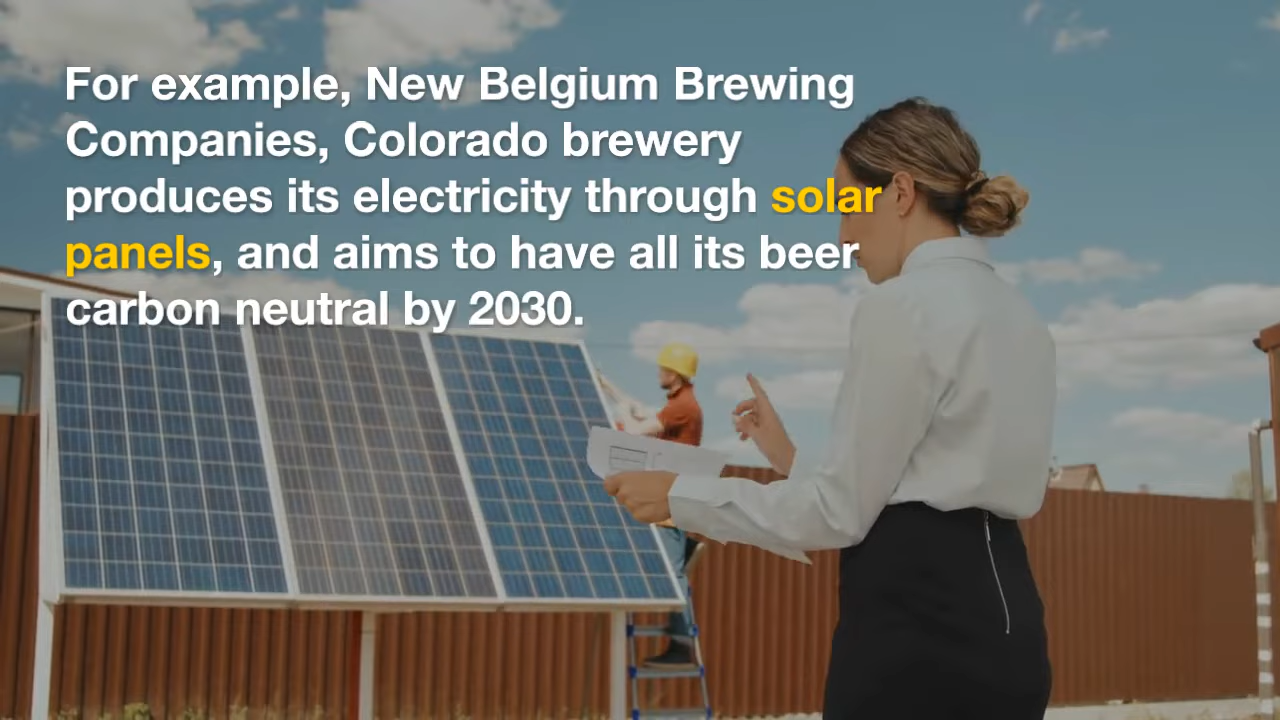 For example, New Belgium Brewing
Companies, Colorado brewery
produces its electricity through solar
panels, and aims to have all its beer
carbon neutral by 2030.